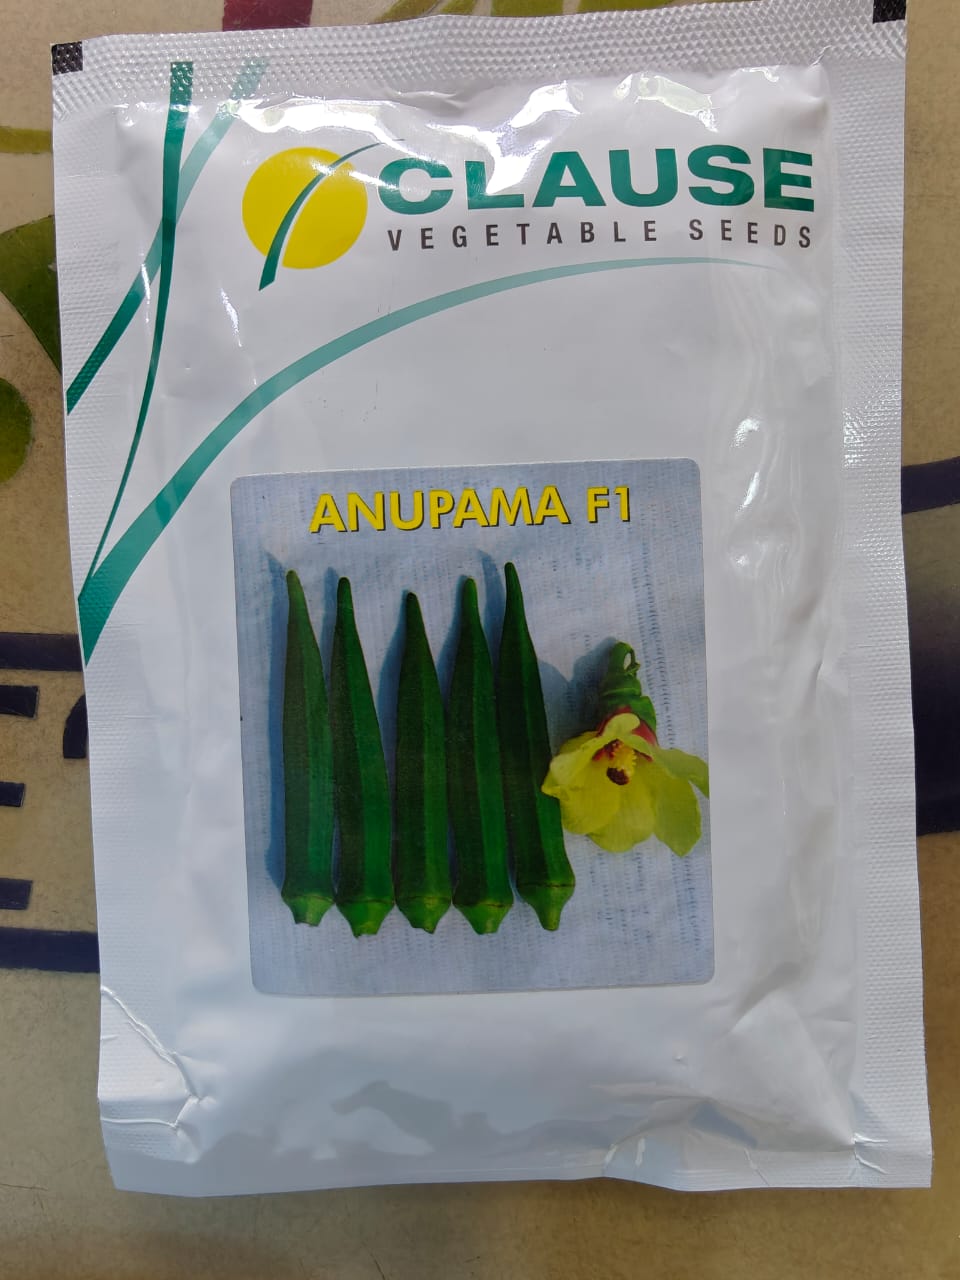 CLAUSE
VEGETABLE SEEDS
ANUPAMA F1